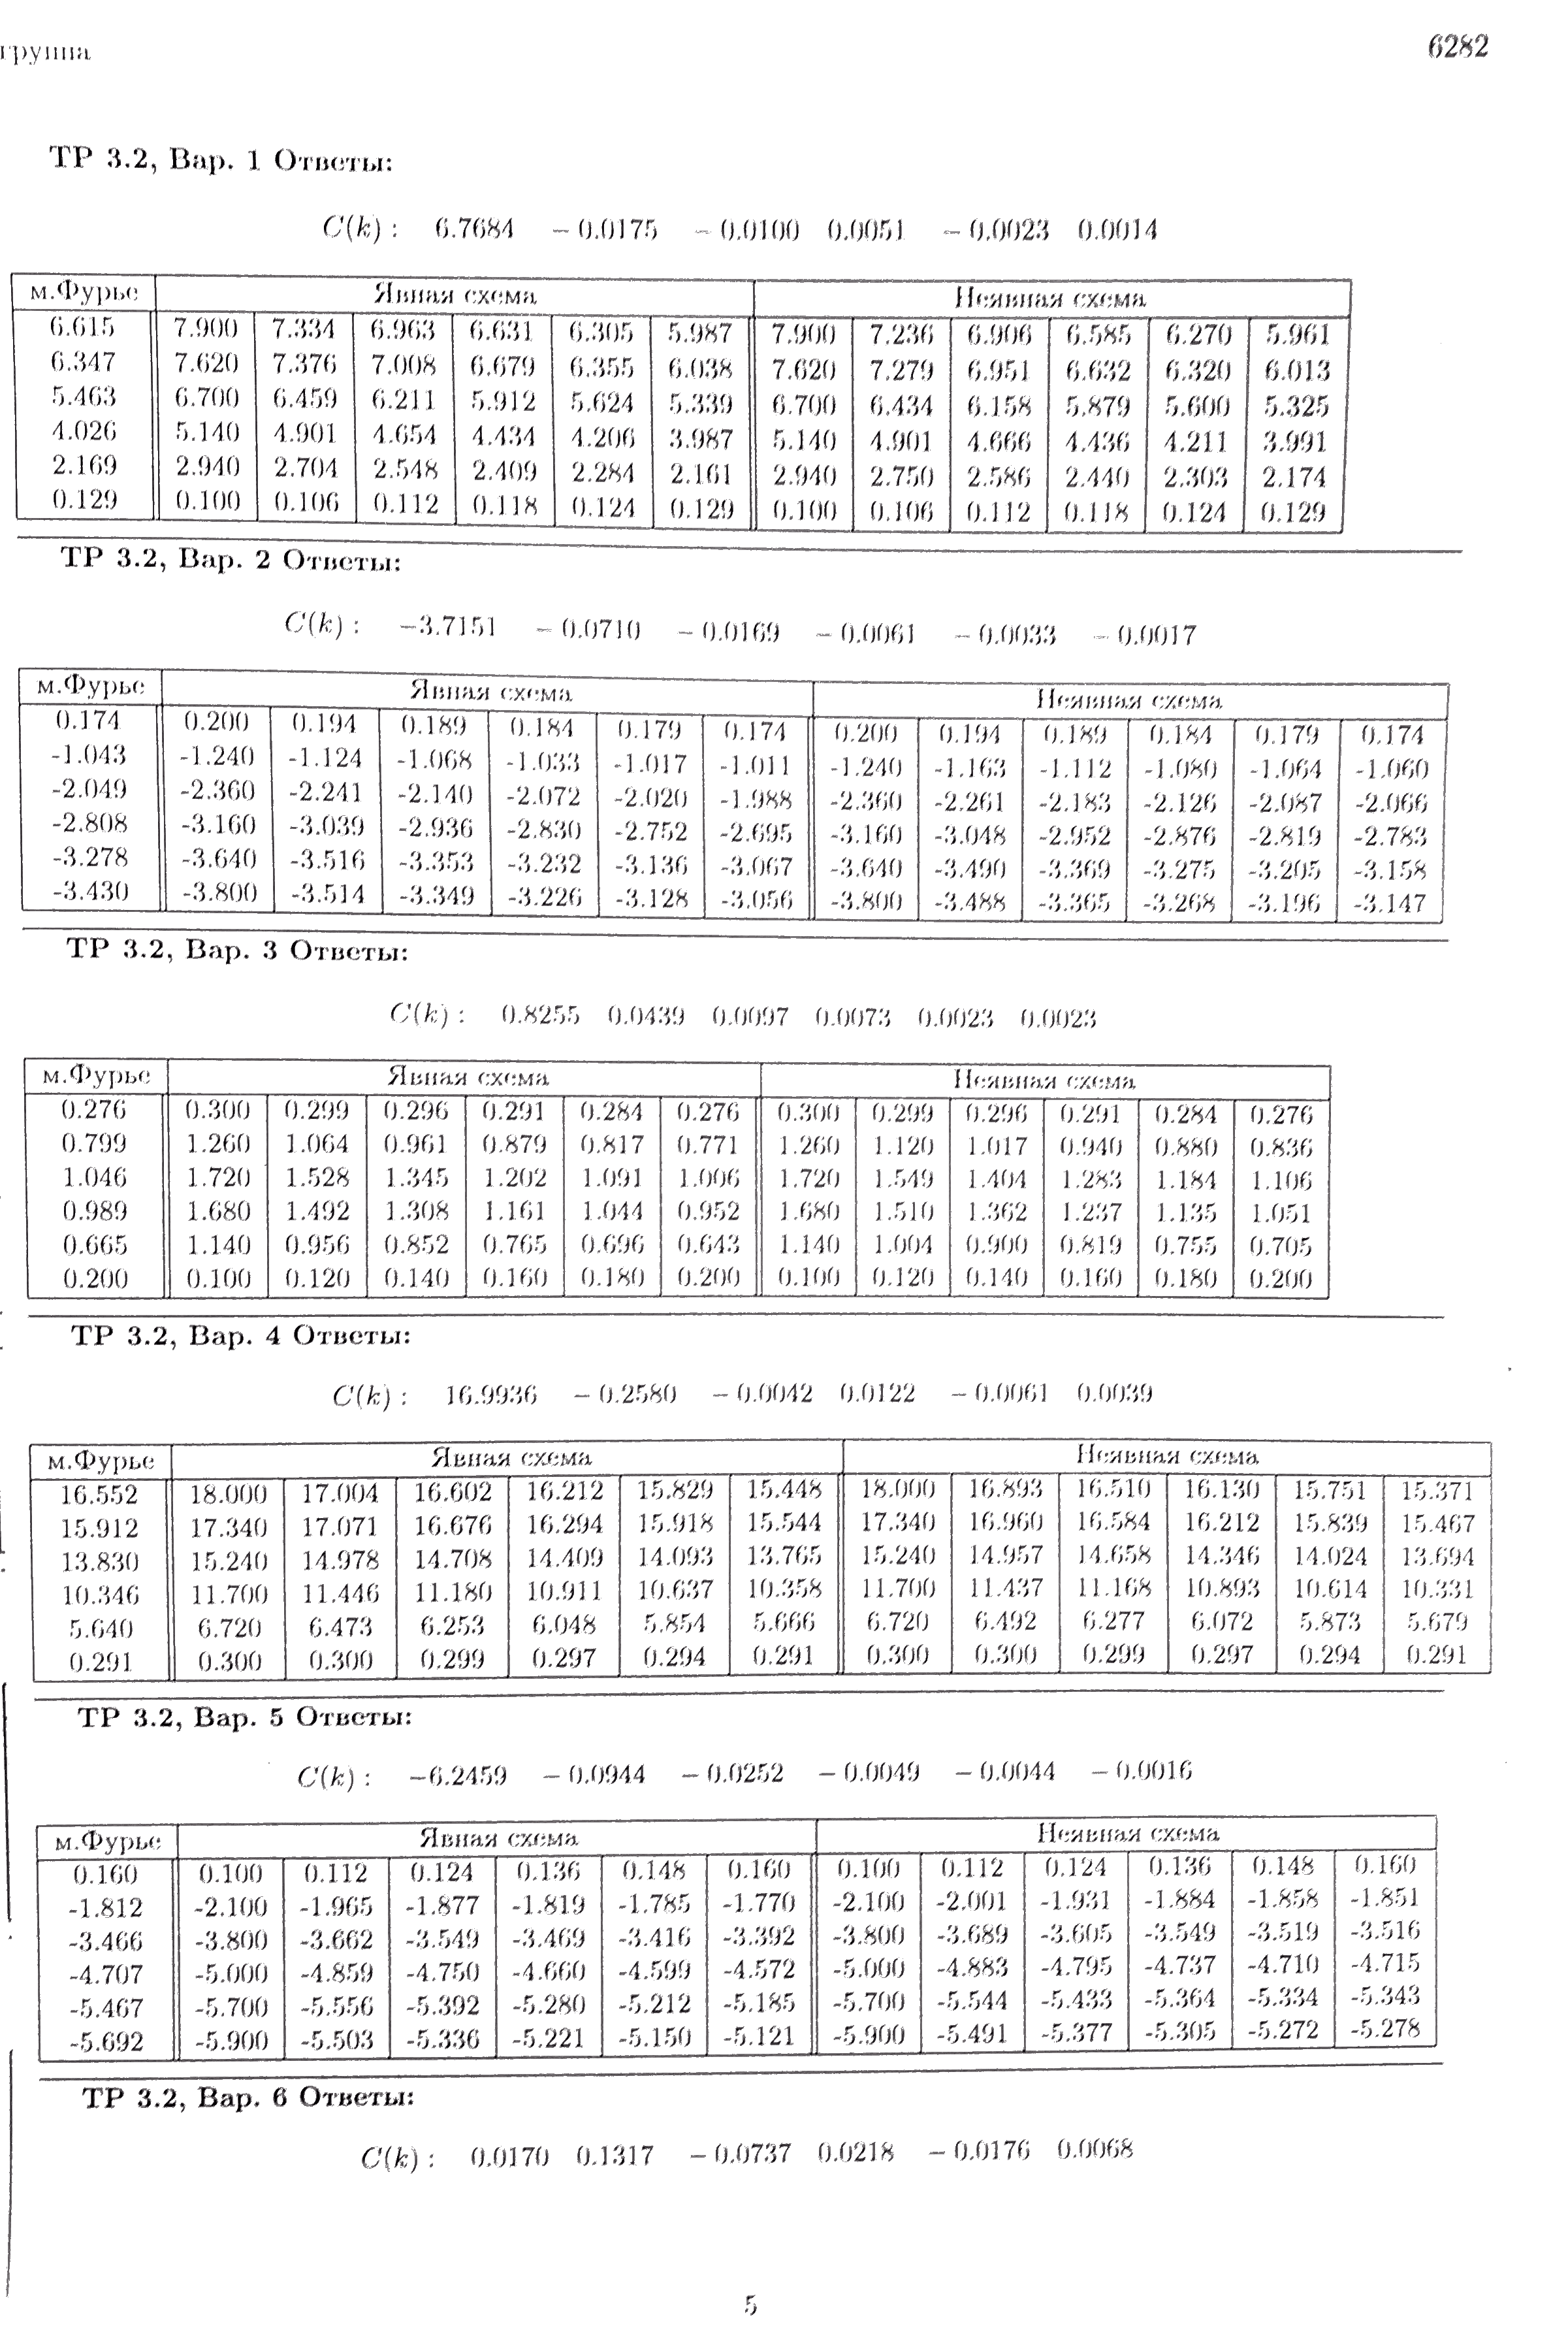 группа 6282
ТР 3.2, Вар. 1 Ответы:
C(k) : 6.7684 − 0.0175 − 0.0100 0.0051 − 0.0023 0.0014
м.Фурье Явная схема Неявная схема
6.615 7.900 7.334 6.963 6.631 6.305 5.987 7.900 7.236 6.906 6.585 6.270 5.961
6.347 7.620 7.376 7.008 6.679 6.355 6.038 7.620 7.279 6.951 6.632 6.320 6.013
5.463 6.700 6.459 6.211 5.912 5.624 5.339 6.700 6.434 6.158 5.879 5.600 5.325
4.026 5.140 4.901 4.654 4.434 4.206 3.987 5.140 4.901 4.666 4.436 4.211 3.991
2.169 2.940 2.704 2.548 2.409 2.284 2.161 2.940 2.750 2.586 2.440 2.303 2.174
0.129 0.100 0.106 0.112 0.118 0.124 0.129 0.100 0.106 0.112 0.118 0.124 0.129
ТР 3.2, Вар. 2 Ответы:
C(k) : −3.7151 − 0.0710 − 0.0169 − 0.0061 − 0.0033 − 0.0017
м.Фурье Явная схема Неявная схема
0.174 0.200 0.194 0.189 0.184 0.179 0.174 0.200 0.194 0.189 0.184 0.179 0.174
-1.043 -1.240 -1.124 -1.068 -1.033 -1.017 -1.011 -1.240 -1.163 -1.112 -1.080 -1.064 -1.060
-2.049 -2.360 -2.241 -2.140 -2.072 -2.020 -1.988 -2.360 -2.261 -2.183 -2.126 -2.087 -2.066
-2.808 -3.160 -3.039 -2.936 -2.830 -2.752 -2.695 -3.160 -3.048 -2.952 -2.876 -2.819 -2.783
-3.278 -3.640 -3.516 -3.353 -3.232 -3.136 -3.067 -3.640 -3.490 -3.369 -3.275 -3.205 -3.158
-3.430 -3.800 -3.514 -3.349 -3.226 -3.128 -3.056 -3.800 -3.488 -3.365 -3.268 -3.196 -3.147
ТР 3.2, Вар. 3 Ответы:
C(k) : 0.8255 0.0439 0.0097 0.0073 0.0023 0.0023
м.Фурье Явная схема Неявная схема
0.276 0.300 0.299 0.296 0.291 0.284 0.276 0.300 0.299 0.296 0.291 0.284 0.276
0.799 1.260 1.064 0.961 0.879 0.817 0.771 1.260 1.120 1.017 0.940 0.880 0.836
1.046 1.720 1.528 1.345 1.202 1.091 1.006 1.720 1.549 1.404 1.283 1.184 1.106
0.989 1.680 1.492 1.308 1.161 1.044 0.952 1.680 1.510 1.362 1.237 1.135 1.051
0.665 1.140 0.956 0.852 0.765 0.696 0.643 1.140 1.004 0.900 0.819 0.755 0.705
0.200 0.100 0.120 0.140 0.160 0.180 0.200 0.100 0.120 0.140 0.160 0.180 0.200
ТР 3.2, Вар. 4 Ответы:
C(k) : 16.9936 − 0.2580 − 0.0042 0.0122 − 0.0061 0.0039
м.Фурье Явная схема Неявная схема
16.552 18.000 17.004 16.602 16.212 15.829 15.448 18.000 16.893 16.510 16.130 15.751 15.371
15.912 17.340 17.071 16.676 16.294 15.918 15.544 17.340 16.960 16.584 16.212 15.839 15.467
13.830 15.240 14.978 14.708 14.409 14.093 13.765 15.240 14.957 14.658 14.346 14.024 13.694
10.346 11.700 11.446 11.180 10.911 10.637 10.358 11.700 11.437 11.168 10.893 10.614 10.331
5.640 6.720 6.473 6.253 6.048 5.854 5.666 6.720 6.492 6.277 6.072 5.873 5.679
0.291 0.300 0.300 0.299 0.297 0.294 0.291 0.300 0.300 0.299 0.297 0.294 0.291
ТР 3.2, Вар. 5 Ответы:
C(k) : −6.2459 − 0.0944 − 0.0252 − 0.0049 − 0.0044 − 0.0016
м.Фурье Явная схема Неявная схема
0.160 0.100 0.112 0.124 0.136 0.148 0.160 0.100 0.112 0.124 0.136 0.148 0.160
-1.812 -2.100 -1.965 -1.877 -1.819 -1.785 -1.770 -2.100 -2.001 -1.931 -1.884 -1.858 -1.851
-3.466 -3.800 -3.662 -3.549 -3.469 -3.416 -3.392 -3.800 -3.689 -3.605 -3.549 -3.519 -3.516
-4.707 -5.000 -4.859 -4.750 -4.660 -4.599 -4.572 -5.000 -4.883 -4.795 -4.737 -4.710 -4.715
-5.467 -5.700 -5.556 -5.392 -5.280 -5.212 -5.185 -5.700 -5.544 -5.433 -5.364 -5.334 -5.343
-5.692 -5.900 -5.503 -5.336 -5.221 -5.150 -5.121 -5.900 -5.491 -5.377 -5.305 -5.272 -5.278
ТР 3.2, Вар. 6 Ответы:
C(k) : 0.0170 0.1317 − 0.0737 0.0218 − 0.0176 0.0068
5